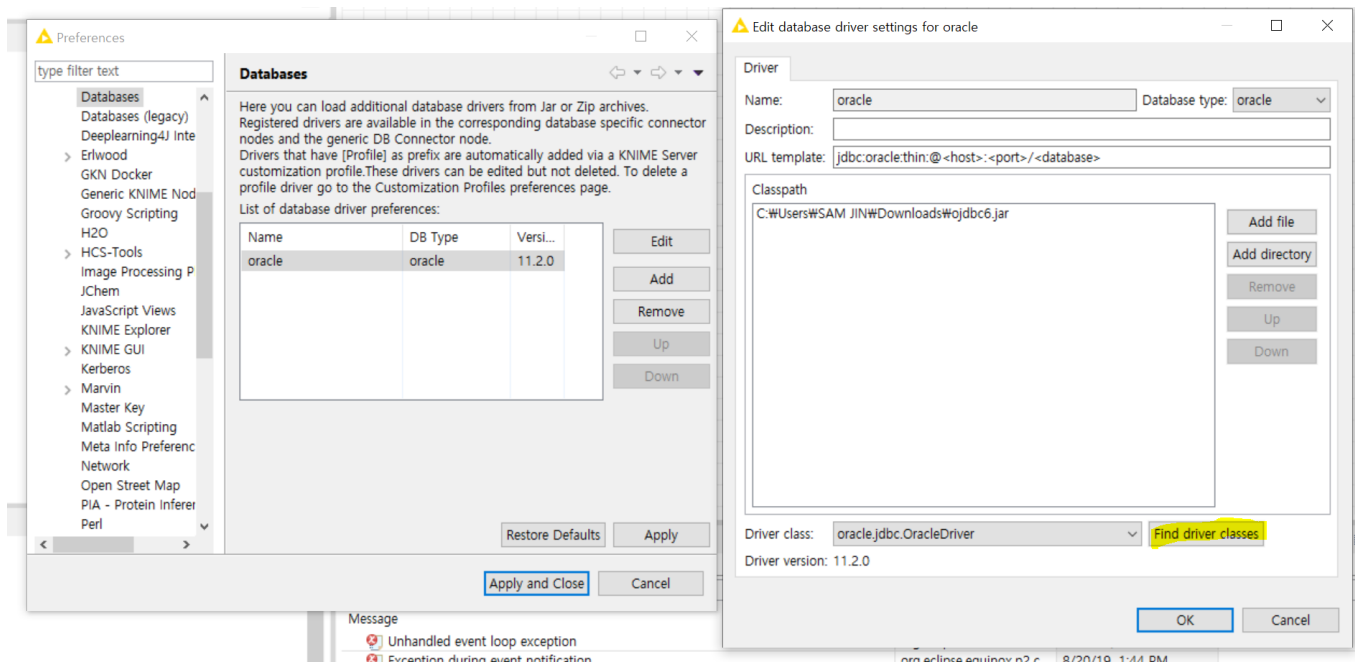 Preferences
type filter text
Databases
Databases (legacy)
Deeplearning4J Inte
Erlwood
GKN Docker
Generic KNIME Nod
Groovy Scripting
H2O
HCS-Tools
Image Processing P
JChem
JavaScript Views
KNIME Explorer
KNIME GUI
Kerberos
Marvin
Master Key
Matlab Scripting
Meta Info Preferenc
Network
Open Street Map
PIA - Protein Inferer
Perl
Databases
Here you can load additional database drivers from Jar or Zip archives.
Registered drivers are available in the corresponding database specific connector
nodes and the generic DB Connector node.
Drivers that have [Profile] as prefix are automatically added via a KNIME Server
customization profile.These drivers can be edited but not deleted. To delete a
profile driver go to the Customization Profiles preferences page.
List of database driver preferences:
Name DB Type Versi...
oracle oracle 11.2.0
Edit
Add
Remove
Up
Down
Restore Defaults Apply
Apply and Close Cancel
Edit database driver settings for oracle
Driver
Name: oracle Database type: oracle
Description:
URL template: jdbc:oracle:thin:@<host>:<port>/<database>
Classpath
C:₩Users₩SAM JIN₩Downloads₩ojdbc6.jar
Add file
Add directory
Remove
Up
Down
Driver class: oracle.jdbc.OracleDriver Find driver classes
Driver version: 11.2.0
OK Cancel
Message
Unhandled event loop exception
Exception during event notification org.eclipse.equinox.p2.c... 8/20/19, 1:44 PM